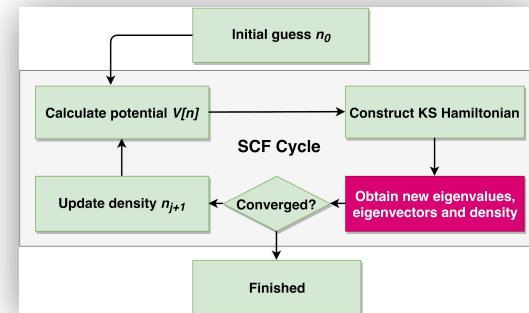 Initial guess n0
Calculate potential V[n]
Construct KS Hamiltonian
SCF Cycle
Update density nj+1
Converged?
Obtain new eigenvalues,
eigenvectors and density
Finished